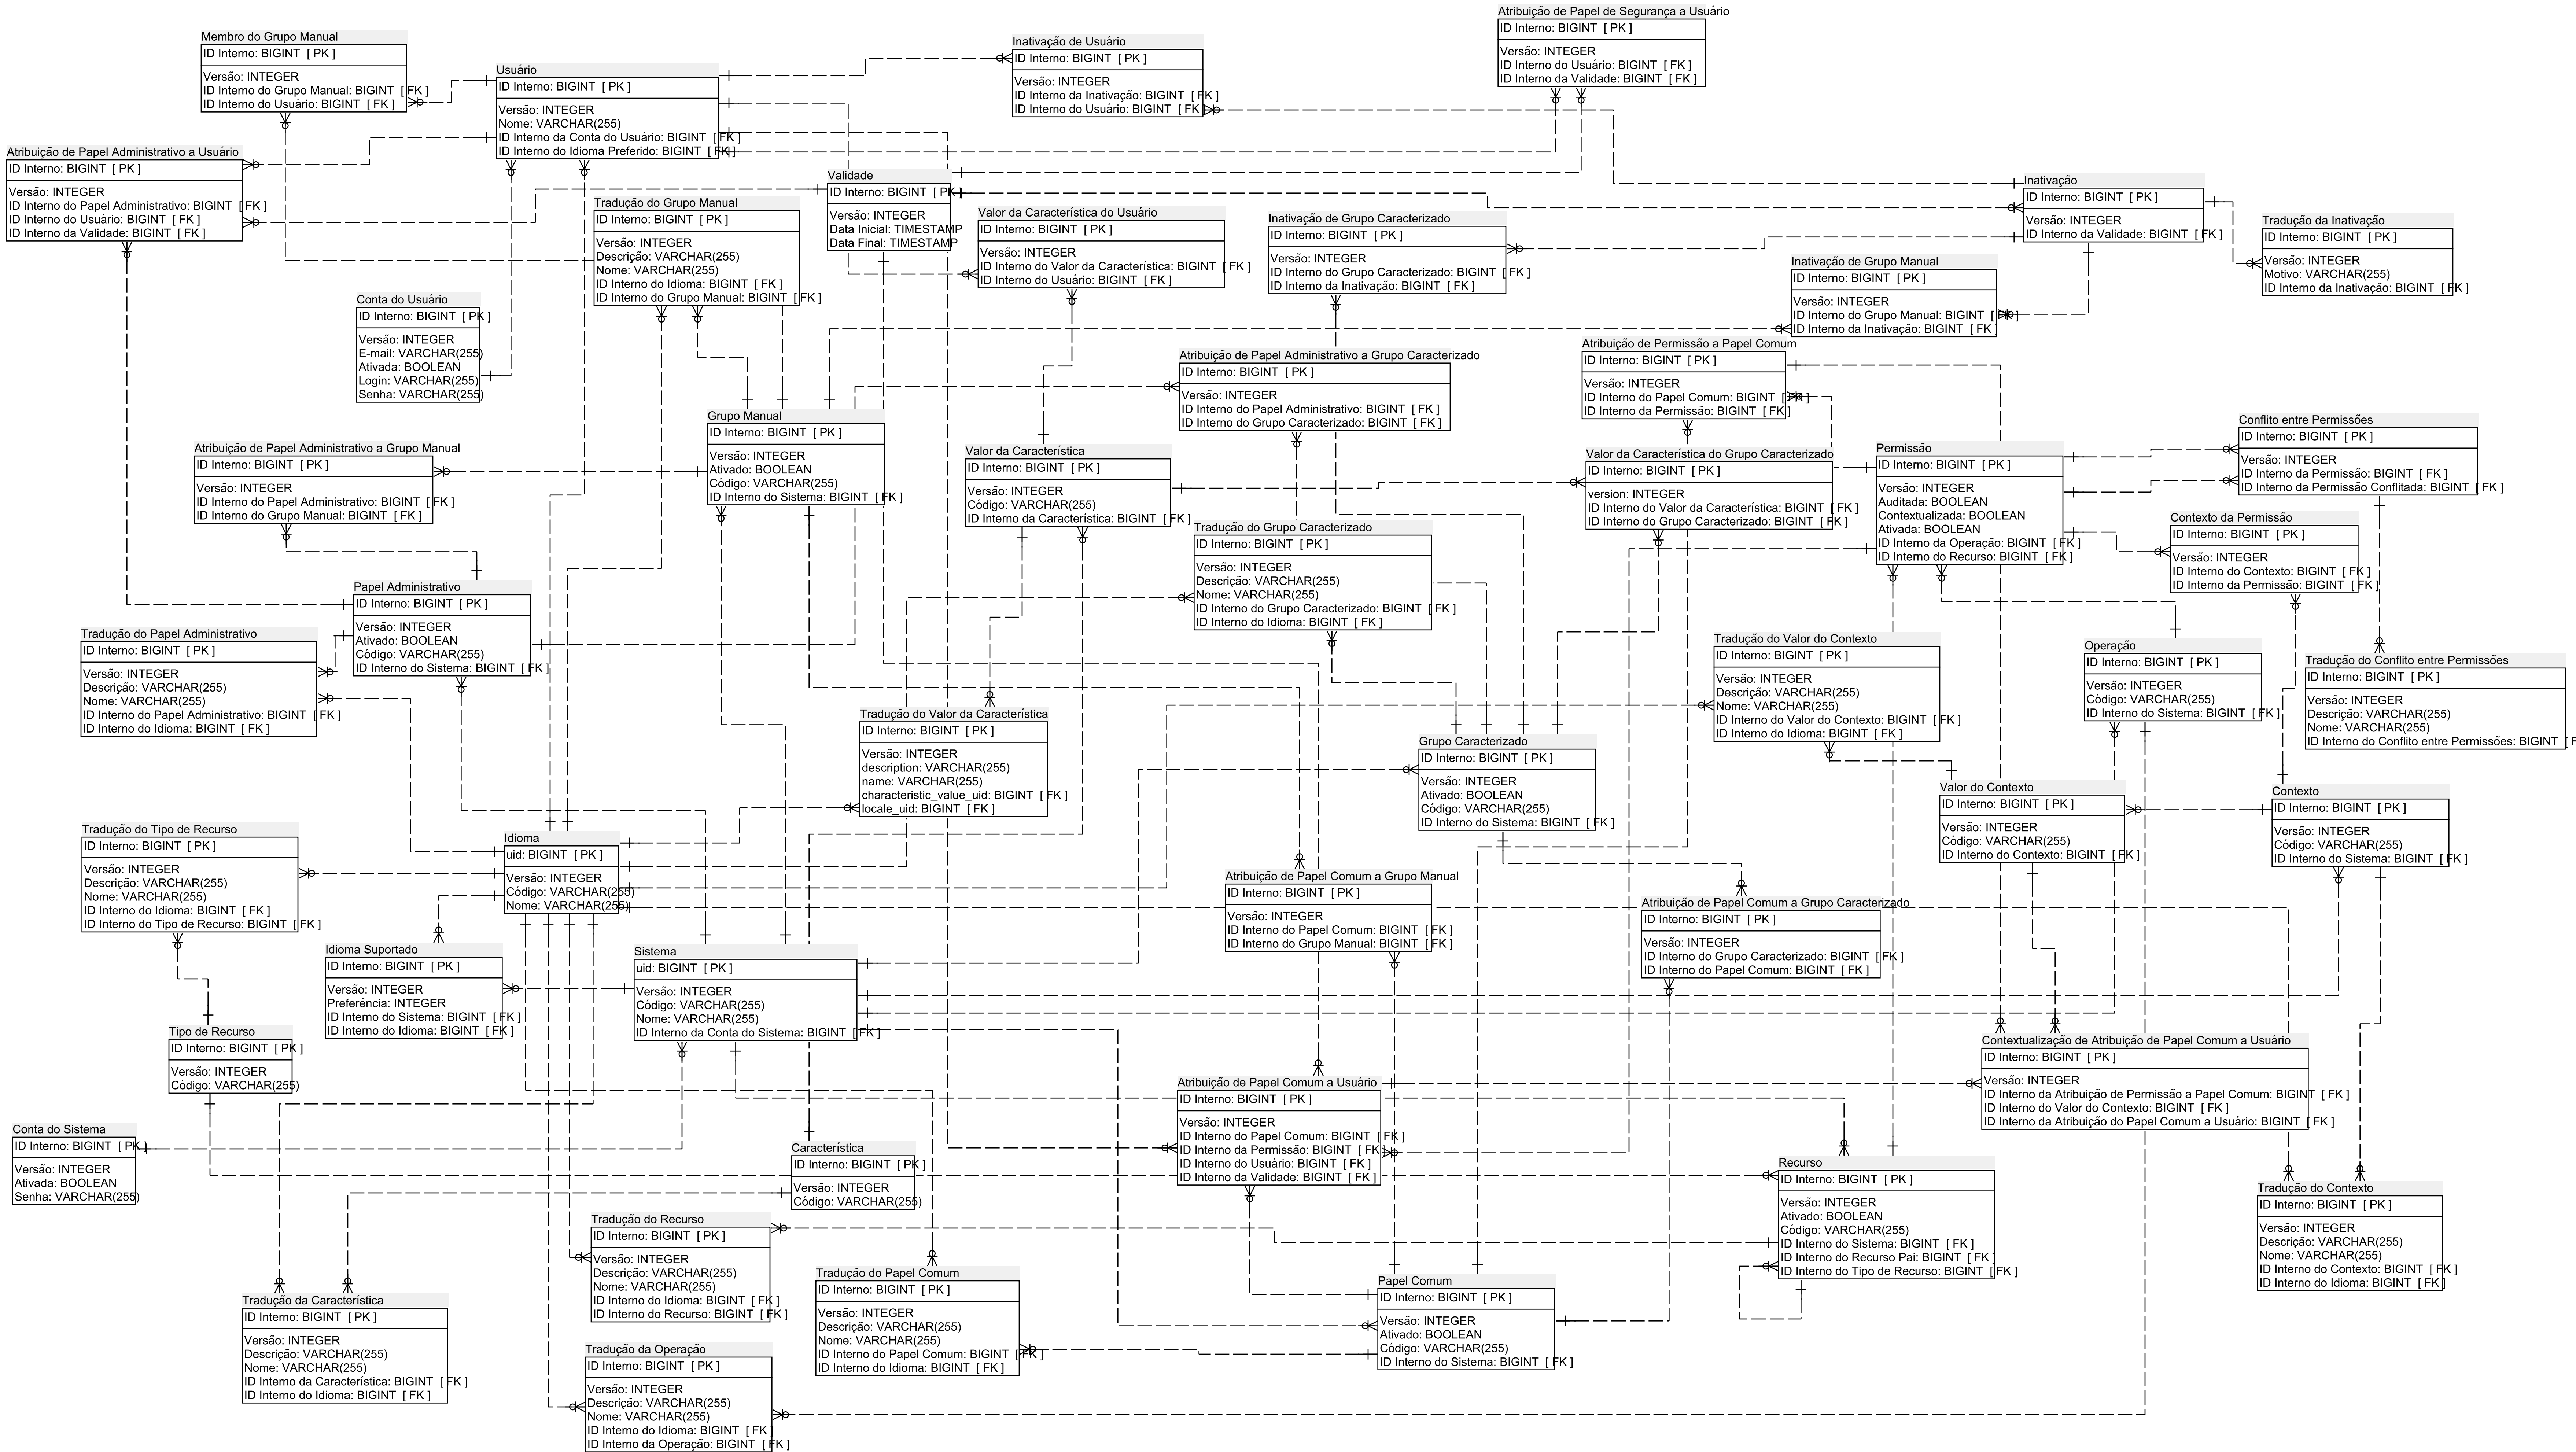 Atribuição de Papel de Segurança a Usuário
ID Interno: BIGINT [ PK ]
Versão: INTEGER
ID Interno do Usuário: BIGINT [ FK ]
ID Interno da Validade: BIGINT [ FK ]
Membro do Grupo Manual
ID Interno: BIGINT [ PK ]
Versão: INTEGER
ID Interno do Grupo Manual: BIGINT [ FK ]
ID Interno do Usuário: BIGINT [ FK ]
Inativação de Usuário
ID Interno: BIGINT [ PK ]
Versão: INTEGER
ID Interno da Inativação: BIGINT [ FK ]
ID Interno do Usuário: BIGINT [ FK ]
Usuário
ID Interno: BIGINT [ PK ]
Versão: INTEGER
Nome: VARCHAR(255)
ID Interno da Conta do Usuário: BIGINT [ FK ]
ID Interno do Idioma Preferido: BIGINT [ FK ]
Atribuição de Papel Administrativo a Usuário
ID Interno: BIGINT [ PK ]
Versão: INTEGER
ID Interno do Papel Administrativo: BIGINT [ FK ]
ID Interno do Usuário: BIGINT [ FK ]
ID Interno da Validade: BIGINT [ FK ]
Validade
ID Interno: BIGINT [ PK ]
Versão: INTEGER
Data Inicial: TIMESTAMP
Data Final: TIMESTAMP
Inativação
ID Interno: BIGINT [ PK ]
Versão: INTEGER
ID Interno da Validade: BIGINT [ FK ]
Tradução do Grupo Manual
ID Interno: BIGINT [ PK ]
Versão: INTEGER
Descrição: VARCHAR(255)
Nome: VARCHAR(255)
ID Interno do Idioma: BIGINT [ FK ]
ID Interno do Grupo Manual: BIGINT [ FK ]
Valor da Característica do Usuário
ID Interno: BIGINT [ PK ]
Versão: INTEGER
ID Interno do Valor da Característica: BIGINT [ FK ]
ID Interno do Usuário: BIGINT [ FK ]
Inativação de Grupo Caracterizado
ID Interno: BIGINT [ PK ]
Versão: INTEGER
ID Interno do Grupo Caracterizado: BIGINT [ FK ]
ID Interno da Inativação: BIGINT [ FK ]
Tradução da Inativação
ID Interno: BIGINT [ PK ]
Versão: INTEGER
Motivo: VARCHAR(255)
ID Interno da Inativação: BIGINT [ FK ]
Inativação de Grupo Manual
ID Interno: BIGINT [ PK ]
Versão: INTEGER
ID Interno do Grupo Manual: BIGINT [ FK ]
ID Interno da Inativação: BIGINT [ FK ]
Conta do Usuário
ID Interno: BIGINT [ PK ]
Versão: INTEGER
E-mail: VARCHAR(255)
Ativada: BOOLEAN
Login: VARCHAR(255)
Senha: VARCHAR(255)
Atribuição de Papel Administrativo a Grupo Caracterizado
ID Interno: BIGINT [ PK ]
Versão: INTEGER
ID Interno do Papel Administrativo: BIGINT [ FK ]
ID Interno do Grupo Caracterizado: BIGINT [ FK ]
Atribuição de Permissão a Papel Comum
ID Interno: BIGINT [ PK ]
Versão: INTEGER
ID Interno do Papel Comum: BIGINT [ FK ]
ID Interno da Permissão: BIGINT [ FK ]
Grupo Manual
ID Interno: BIGINT [ PK ]
Versão: INTEGER
Ativado: BOOLEAN
Código: VARCHAR(255)
ID Interno do Sistema: BIGINT [ FK ]
Conflito entre Permissões
ID Interno: BIGINT [ PK ]
Versão: INTEGER
ID Interno da Permissão: BIGINT [ FK ]
ID Interno da Permissão Conflitada: BIGINT [ FK ]
Atribuição de Papel Administrativo a Grupo Manual
ID Interno: BIGINT [ PK ]
Versão: INTEGER
ID Interno do Papel Administrativo: BIGINT [ FK ]
ID Interno do Grupo Manual: BIGINT [ FK ]
Valor da Característica
ID Interno: BIGINT [ PK ]
Versão: INTEGER
Código: VARCHAR(255)
ID Interno da Característica: BIGINT [ FK ]
Valor da Característica do Grupo Caracterizado
ID Interno: BIGINT [ PK ]
version: INTEGER
ID Interno do Valor da Característica: BIGINT [ FK ]
ID Interno do Grupo Caracterizado: BIGINT [ FK ]
Permissão
ID Interno: BIGINT [ PK ]
Versão: INTEGER
Auditada: BOOLEAN
Contextualizada: BOOLEAN
Ativada: BOOLEAN
ID Interno da Operação: BIGINT [ FK ]
ID Interno do Recurso: BIGINT [ FK ]
Contexto da Permissão
ID Interno: BIGINT [ PK ]
Versão: INTEGER
ID Interno do Contexto: BIGINT [ FK ]
ID Interno da Permissão: BIGINT [ FK ]
Tradução do Grupo Caracterizado
ID Interno: BIGINT [ PK ]
Versão: INTEGER
Descrição: VARCHAR(255)
Nome: VARCHAR(255)
ID Interno do Grupo Caracterizado: BIGINT [ FK ]
ID Interno do Idioma: BIGINT [ FK ]
Papel Administrativo
ID Interno: BIGINT [ PK ]
Versão: INTEGER
Ativado: BOOLEAN
Código: VARCHAR(255)
ID Interno do Sistema: BIGINT [ FK ]
Tradução do Papel Administrativo
ID Interno: BIGINT [ PK ]
Versão: INTEGER
Descrição: VARCHAR(255)
Nome: VARCHAR(255)
ID Interno do Papel Administrativo: BIGINT [ FK ]
ID Interno do Idioma: BIGINT [ FK ]
Tradução do Valor do Contexto
ID Interno: BIGINT [ PK ]
Versão: INTEGER
Descrição: VARCHAR(255)
Nome: VARCHAR(255)
ID Interno do Valor do Contexto: BIGINT [ FK ]
ID Interno do Idioma: BIGINT [ FK ]
Operação
ID Interno: BIGINT [ PK ]
Versão: INTEGER
Código: VARCHAR(255)
ID Interno do Sistema: BIGINT [ FK ]
Tradução do Conflito entre Permissões
ID Interno: BIGINT [ PK ]
Versão: INTEGER
Descrição: VARCHAR(255)
Nome: VARCHAR(255)
ID Interno do Conflito entre Permissões: BIGINT [ F
Tradução do Valor da Característica
ID Interno: BIGINT [ PK ]
Versão: INTEGER
description: VARCHAR(255)
name: VARCHAR(255)
characteristic_value_uid: BIGINT [ FK ]
locale_uid: BIGINT [ FK ]
Grupo Caracterizado
ID Interno: BIGINT [ PK ]
Versão: INTEGER
Ativado: BOOLEAN
Código: VARCHAR(255)
ID Interno do Sistema: BIGINT [ FK ]
Valor do Contexto
ID Interno: BIGINT [ PK ]
Versão: INTEGER
Código: VARCHAR(255)
ID Interno do Contexto: BIGINT [ FK ]
Contexto
ID Interno: BIGINT [ PK ]
Versão: INTEGER
Código: VARCHAR(255)
ID Interno do Sistema: BIGINT [ FK ]
Tradução do Tipo de Recurso
ID Interno: BIGINT [ PK ]
Versão: INTEGER
Descrição: VARCHAR(255)
Nome: VARCHAR(255)
ID Interno do Idioma: BIGINT [ FK ]
ID Interno do Tipo de Recurso: BIGINT [ FK ]
Idioma
uid: BIGINT [ PK ]
Versão: INTEGER
Código: VARCHAR(255)
Nome: VARCHAR(255)
Atribuição de Papel Comum a Grupo Manual
ID Interno: BIGINT [ PK ]
Versão: INTEGER
ID Interno do Papel Comum: BIGINT [ FK ]
ID Interno do Grupo Manual: BIGINT [ FK ]
Atribuição de Papel Comum a Grupo Caracterizado
ID Interno: BIGINT [ PK ]
Versão: INTEGER
ID Interno do Grupo Caracterizado: BIGINT [ FK ]
ID Interno do Papel Comum: BIGINT [ FK ]
Idioma Suportado
ID Interno: BIGINT [ PK ]
Versão: INTEGER
Preferência: INTEGER
ID Interno do Sistema: BIGINT [ FK ]
ID Interno do Idioma: BIGINT [ FK ]
Sistema
uid: BIGINT [ PK ]
Versão: INTEGER
Código: VARCHAR(255)
Nome: VARCHAR(255)
ID Interno da Conta do Sistema: BIGINT [ FK ]
Tipo de Recurso
ID Interno: BIGINT [ PK ]
Versão: INTEGER
Código: VARCHAR(255)
Contextualização de Atribuição de Papel Comum a Usuário
ID Interno: BIGINT [ PK ]
Versão: INTEGER
ID Interno da Atribuição de Permissão a Papel Comum: BIGINT [ FK ]
ID Interno do Valor do Contexto: BIGINT [ FK ]
ID Interno da Atribuição do Papel Comum a Usuário: BIGINT [ FK ]
Atribuição de Papel Comum a Usuário
ID Interno: BIGINT [ PK ]
Versão: INTEGER
ID Interno do Papel Comum: BIGINT [ FK ]
ID Interno da Permissão: BIGINT [ FK ]
ID Interno do Usuário: BIGINT [ FK ]
ID Interno da Validade: BIGINT [ FK ]
Conta do Sistema
ID Interno: BIGINT [ PK ]
Versão: INTEGER
Ativada: BOOLEAN
Senha: VARCHAR(255)
Característica
ID Interno: BIGINT [ PK ]
Versão: INTEGER
Código: VARCHAR(255)
Recurso
ID Interno: BIGINT [ PK ]
Versão: INTEGER
Ativado: BOOLEAN
Código: VARCHAR(255)
ID Interno do Sistema: BIGINT [ FK ]
ID Interno do Recurso Pai: BIGINT [ FK ]
ID Interno do Tipo de Recurso: BIGINT [ FK ]
Tradução do Contexto
ID Interno: BIGINT [ PK ]
Versão: INTEGER
Descrição: VARCHAR(255)
Nome: VARCHAR(255)
ID Interno do Contexto: BIGINT [ FK ]
ID Interno do Idioma: BIGINT [ FK ]
Tradução do Recurso
ID Interno: BIGINT [ PK ]
Versão: INTEGER
Descrição: VARCHAR(255)
Nome: VARCHAR(255)
ID Interno do Idioma: BIGINT [ FK ]
ID Interno do Recurso: BIGINT [ FK ]
Tradução do Papel Comum
ID Interno: BIGINT [ PK ]
Versão: INTEGER
Descrição: VARCHAR(255)
Nome: VARCHAR(255)
ID Interno do Papel Comum: BIGINT [ FK ]
ID Interno do Idioma: BIGINT [ FK ]
Papel Comum
ID Interno: BIGINT [ PK ]
Versão: INTEGER
Ativado: BOOLEAN
Código: VARCHAR(255)
ID Interno do Sistema: BIGINT [ FK ]
Tradução da Característica
ID Interno: BIGINT [ PK ]
Versão: INTEGER
Descrição: VARCHAR(255)
Nome: VARCHAR(255)
ID Interno da Característica: BIGINT [ FK ]
ID Interno do Idioma: BIGINT [ FK ]
Tradução da Operação
ID Interno: BIGINT [ PK ]
Versão: INTEGER
Descrição: VARCHAR(255)
Nome: VARCHAR(255)
ID Interno do Idioma: BIGINT [ FK ]
ID Interno da Operação: BIGINT [ FK ]